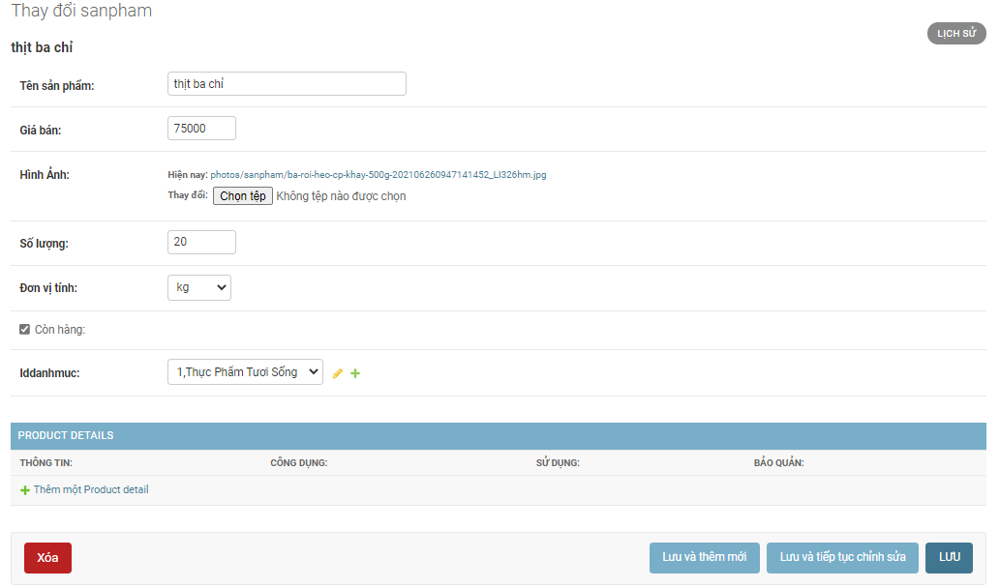 Thay đổi sanpham
LỊCH SỬ
thịt ba chỉ
Tên sản phẩm: thịt ba chỉ
Giá bán: 75000
Hình Ảnh: Hiện nay: photos/sanpham/ba-roi-heo-cp-khay-500g-202106260947141452_LI326hm.jpg
Thay đổi: Chọn tệp Không tệp nào được chọn
Số lượng: 20
Đơn vị tính: kg
Còn hàng:
Iddanhmuc: 1,Thực Phẩm Tươi Sống
PRODUCT DETAILS
THÔNG TIN: CÔNG DỤNG: SỬ DỤNG: BẢO QUẢN:
Thêm một Product detail
Xóa Lưu và thêm mới Lưu và tiếp tục chỉnh sửa LƯU